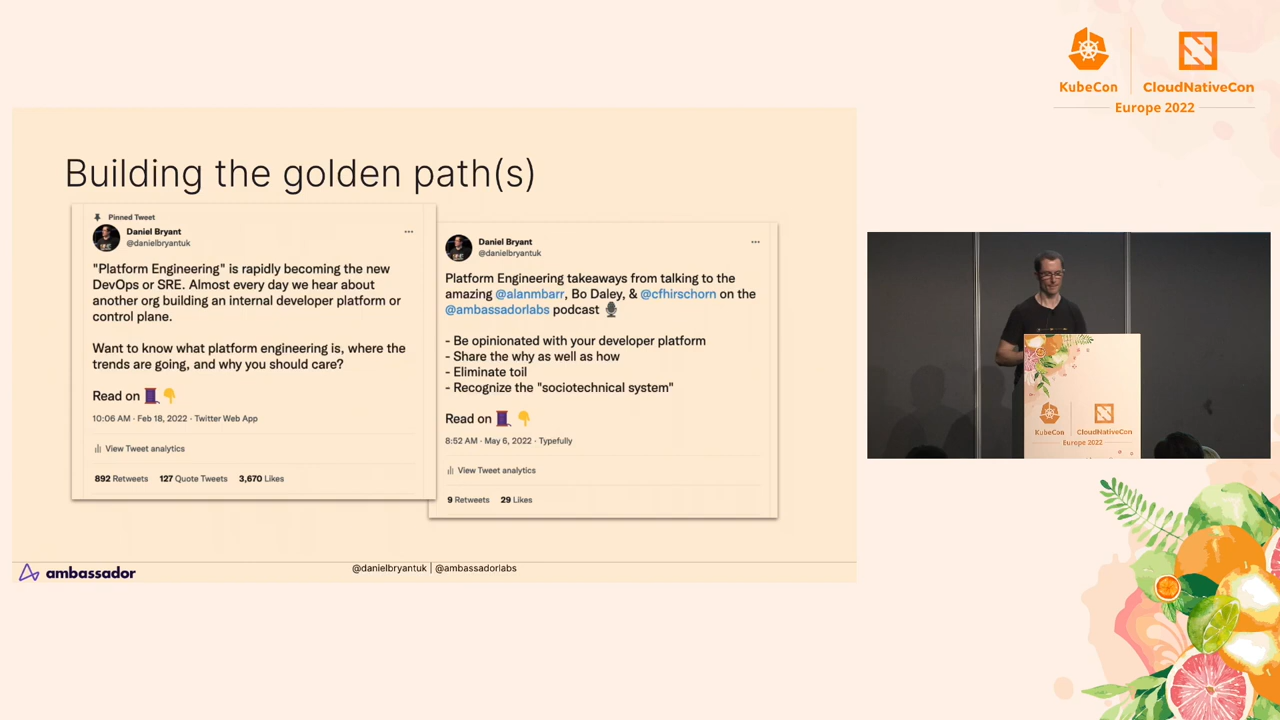 KubeCon
CloudNativeCon
Europe 2022
Building the golden path(s)
Pinned Tweet
Daniel Bryant
@danielbryantuk
"Platform Engineering" is rapidly becoming the new
DevOps or SRE. Almost every day we hear about
another org building an internal developer platform or
control plane.
Want to know what platform engineering is, where the
trends are going, and why you should care?
Read on 🧵👇
10:06 AM · Feb 18, 2022 · Twitter Web App
View Tweet analytics
892 Retweets 127 Quote Tweets 3,670 Likes
Daniel Bryant
@danielbryantuk
Platform Engineering takeaways from talking to the
amazing @alanmbarr, Bo Daley, & @cfhirschorn on the
@ambassadorlabs podcast 🎙️
- Be opinionated with your developer platform
- Share the why as well as how
- Eliminate toil
- Recognize the "sociotechnical system"
Read on 🧵 👇
8:52 AM · May 6, 2022 · Typefully
View Tweet analytics
9 Retweets 29 Likes
ambassador
@danielbryantuk | @ambassadorlabs
KubeCon
CloudNativeCon
Europe 2022